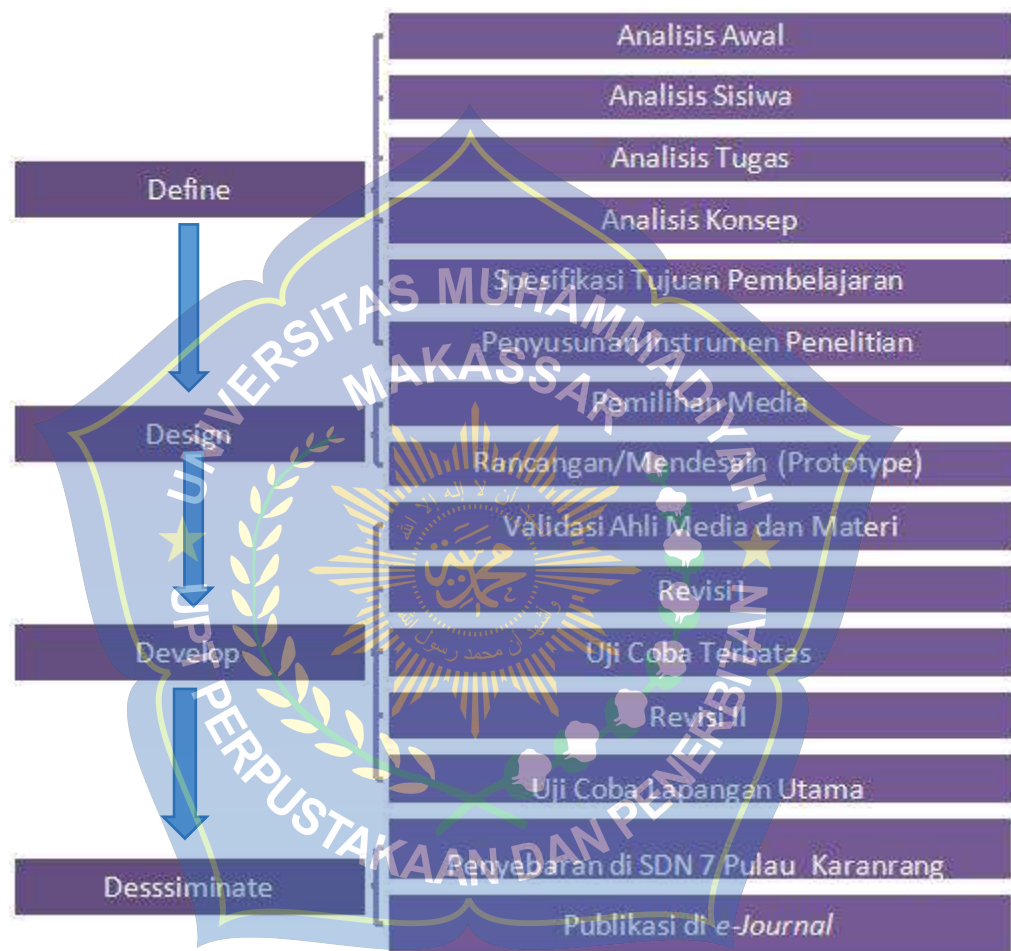 Define
Analisis Awal
Analisis Sisiwa
Analisis Tugas
Analisis Konsep
Spesifikasi Tujuan Pembelajaran
Penyusunan Instrumen Penelitian
Design
Pemilihan Media
Rancangan/Mendesain (Prototype)
Develop
Validasi Ahli Media dan Materi
Revisi I
Uji Coba Terbatas
Revisi II
Uji Coba Lapangan Utama
Desssiminate
Penyebaran di SDN 7 Pulau Karanrang
Publikasi di e-Journal
UNIVERSITAS MUHAMMADIYAH
MAKASSAR
UPT PERPUSTAKAAN DAN PENERBITAN